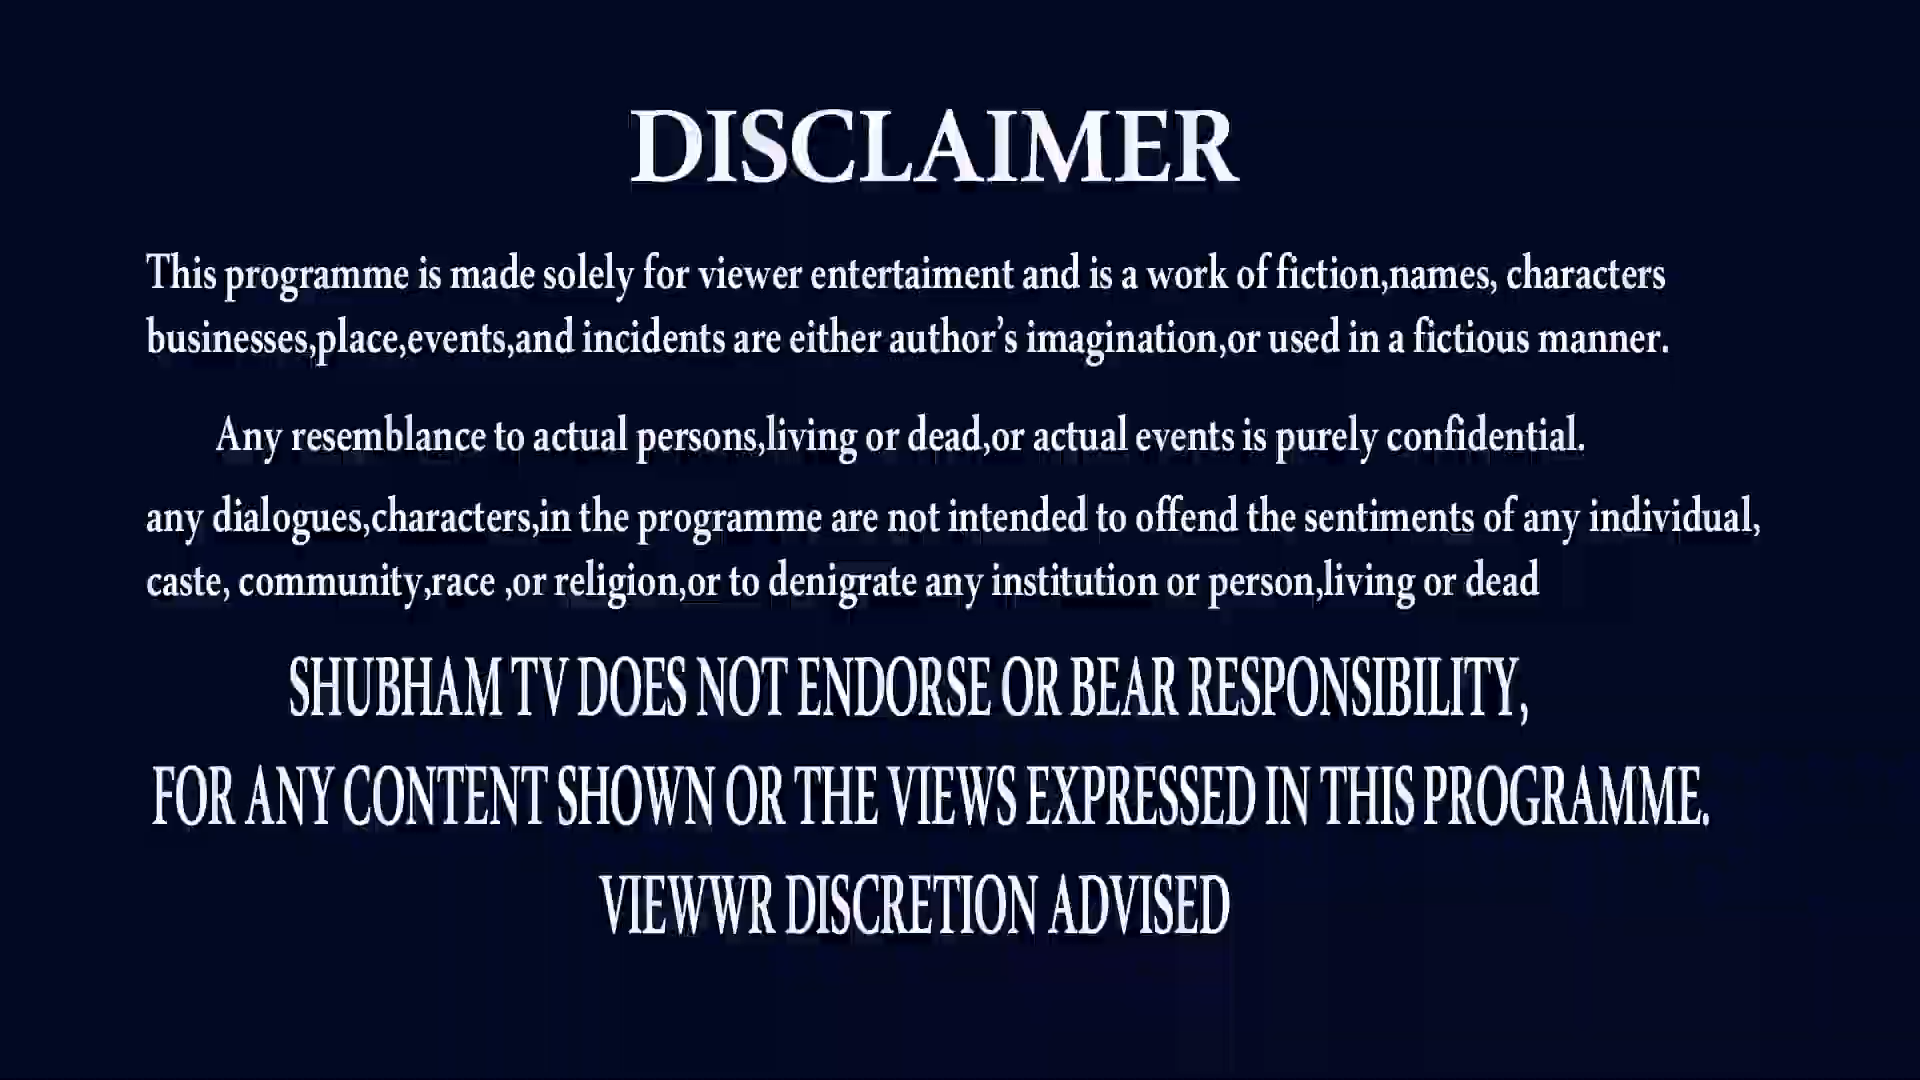 DISCLAIMER
This programme is made solely for viewer entertaiment and is a work of fiction,names, characters
businesses,place,events,and incidents are either author's imagination,or used in a fictious manner.
Any resemblance to actual persons,living or dead,or actual events is purely confidential.
any dialogues,characters,in the programme are not intended to offend the sentiments of any individual,
caste, community,race ,or religion,or to denigrate any institution or person,living or dead
SHUBHAM TV DOES NOT ENDORSE OR BEAR RESPONSIBILITY,
FOR ANY CONTENT SHOWN OR THE VIEWS EXPRESSED IN THIS PROGRAMME.
VIEWWR DISCRETION ADVISED